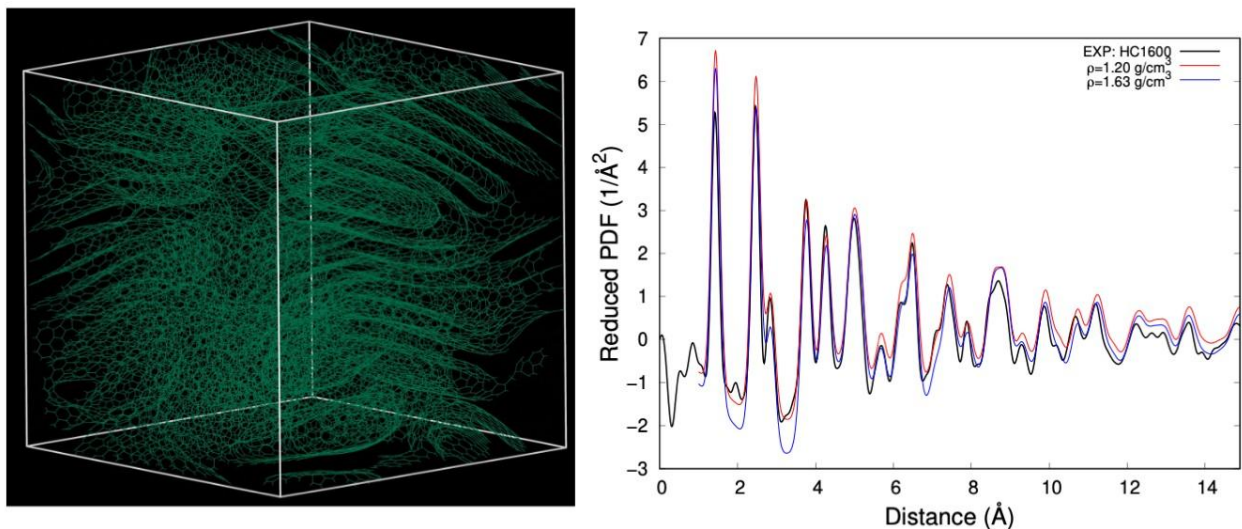 7
6
5
4
3
2
1
0
−1
−2
−3
Reduced PDF (1/Å²)
EXP: HC1600
ρ=1.20 g/cm³
ρ=1.63 g/cm³
0 2 4 6 8 10 12 14
Distance (Å)